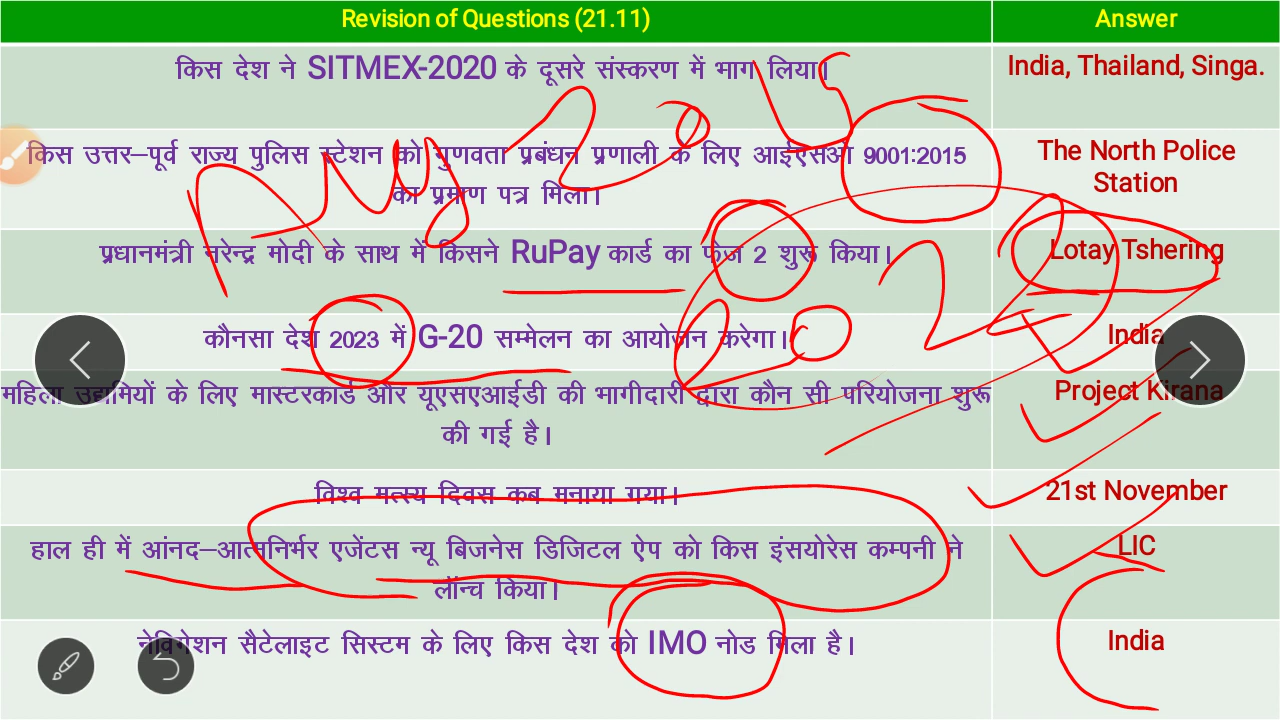 Revision of Questions (21.11) Answer
किस देश ने SITMEX-2020 के दूसरे संस्करण में भाग लिया। India, Thailand, Singa.
किस उत्तर–पूर्व राज्य पुलिस स्टेशन को गुणवता प्रबंधन प्रणाली के लिए आईएसओ 9001:2015 The North Police
का प्रमाण पत्र मिला। Station
प्रधानमंत्री नरेन्द्र मोदी के साथ में किसने RuPay कार्ड का फेज 2 शुरू किया। Lotay Tshering
कौनसा देश 2023 में G-20 सम्मेलन का आयोजन करेगा। India
महिला उद्यमियों के लिए मास्टरकार्ड और यूएसएआईडी की भागीदारी द्वारा कौन सी परियोजना शुरू Project Kirana
की गई है।
विश्व मत्स्य दिवस कब मनाया गया। 21st November
हाल ही में आंनद–आत्मनिर्भर एजेंटस न्यू बिजनेस डिजिटल ऐप को किस इंसयोरेस कम्पनी ने LIC
लॉन्च किया।
नेविगेशन सैटेलाइट सिस्टम के लिए किस देश को IMO नोड मिला है। India